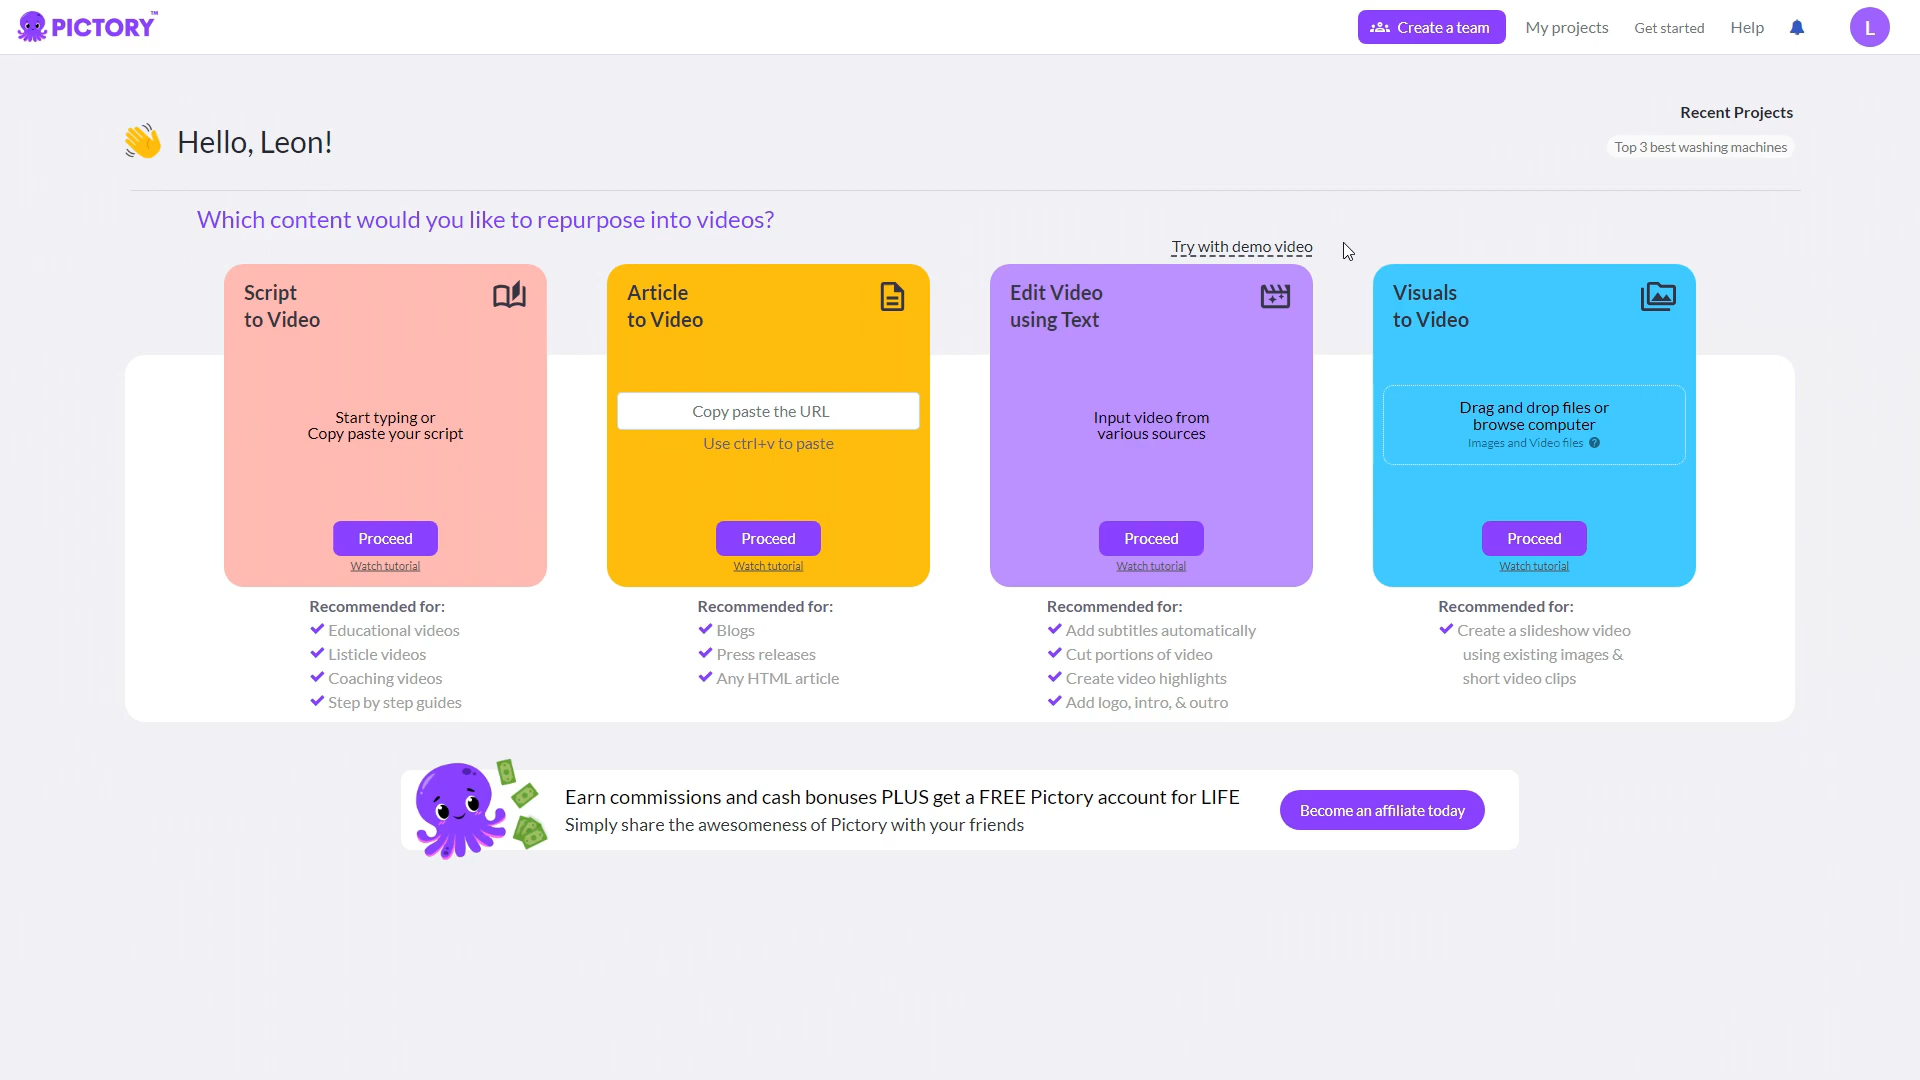 PICTORY™
Create a team
My projects
Get started
Help
L
Hello, Leon!
Recent Projects
Top 3 best washing machines
Which content would you like to repurpose into videos?
Try with demo video
Script
to Video
Start typing or
Copy paste your script
Proceed
Watch tutorial
Article
to Video
Copy paste the URL
Use ctrl+v to paste
Proceed
Watch tutorial
Edit Video
using Text
Input video from
various sources
Proceed
Watch tutorial
Visuals
to Video
Drag and drop files or
browse computer
Images and Video files ?
Proceed
Watch tutorial
Recommended for:
Educational videos
Listicle videos
Coaching videos
Step by step guides
Recommended for:
Blogs
Press releases
Any HTML article
Recommended for:
Add subtitles automatically
Cut portions of video
Create video highlights
Add logo, intro, & outro
Recommended for:
Create a slideshow video
using existing images &
short video clips
Earn commissions and cash bonuses PLUS get a FREE Pictory account for LIFE
Simply share the awesomeness of Pictory with your friends
Become an affiliate today